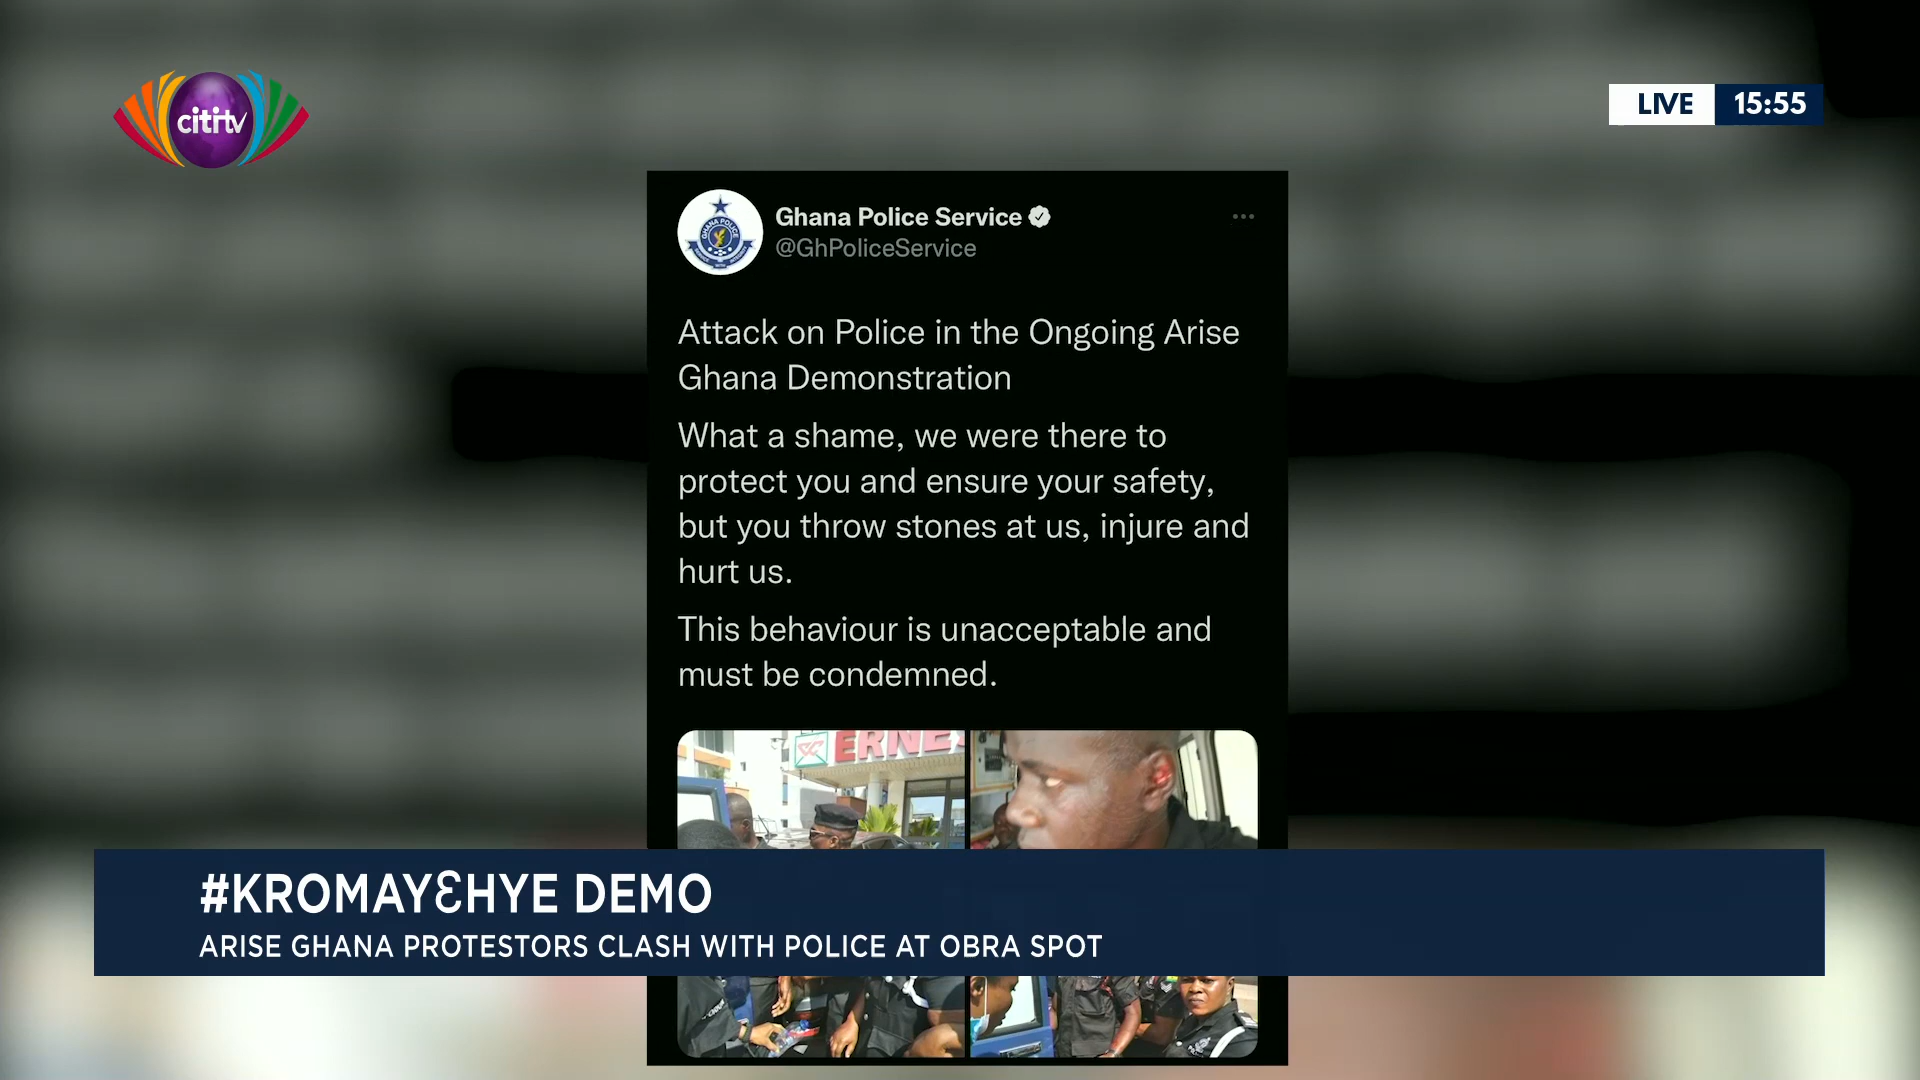 citi tv
LIVE 15:55
Ghana Police Service
@GhPoliceService
Attack on Police in the Ongoing Arise
Ghana Demonstration
What a shame, we were there to
protect you and ensure your safety,
but you throw stones at us, injure and
hurt us.
This behaviour is unacceptable and
must be condemned.
GHANA POLICE
ERNE
#KROMAYƐHYE DEMO
ARISE GHANA PROTESTORS CLASH WITH POLICE AT OBRA SPOT